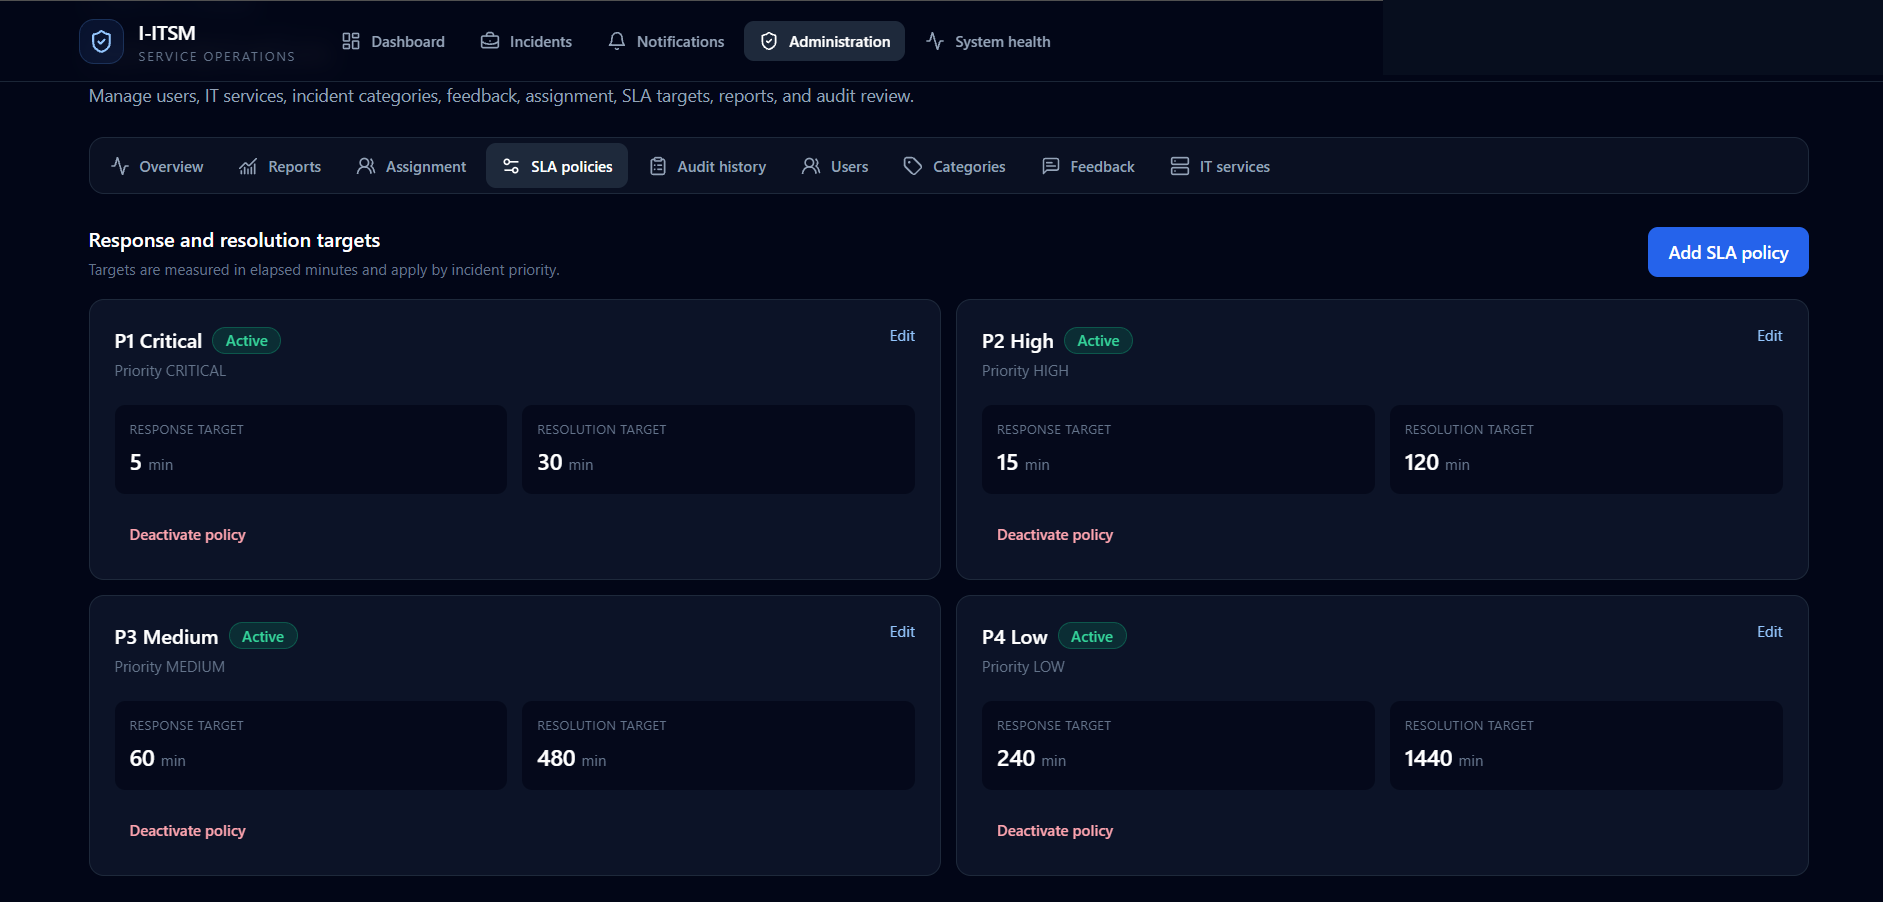 I-ITSM
SERVICE OPERATIONS
Dashboard
Incidents
Notifications
Administration
System health
Manage users, IT services, incident categories, feedback, assignment, SLA targets, reports, and audit review.
Overview
Reports
Assignment
SLA policies
Audit history
Users
Categories
Feedback
IT services
Response and resolution targets
Targets are measured in elapsed minutes and apply by incident priority.
Add SLA policy
P1 Critical Active
Edit
Priority CRITICAL
RESPONSE TARGET
5 min
RESOLUTION TARGET
30 min
Deactivate policy
P2 High Active
Edit
Priority HIGH
RESPONSE TARGET
15 min
RESOLUTION TARGET
120 min
Deactivate policy
P3 Medium Active
Edit
Priority MEDIUM
RESPONSE TARGET
60 min
RESOLUTION TARGET
480 min
Deactivate policy
P4 Low Active
Edit
Priority LOW
RESPONSE TARGET
240 min
RESOLUTION TARGET
1440 min
Deactivate policy